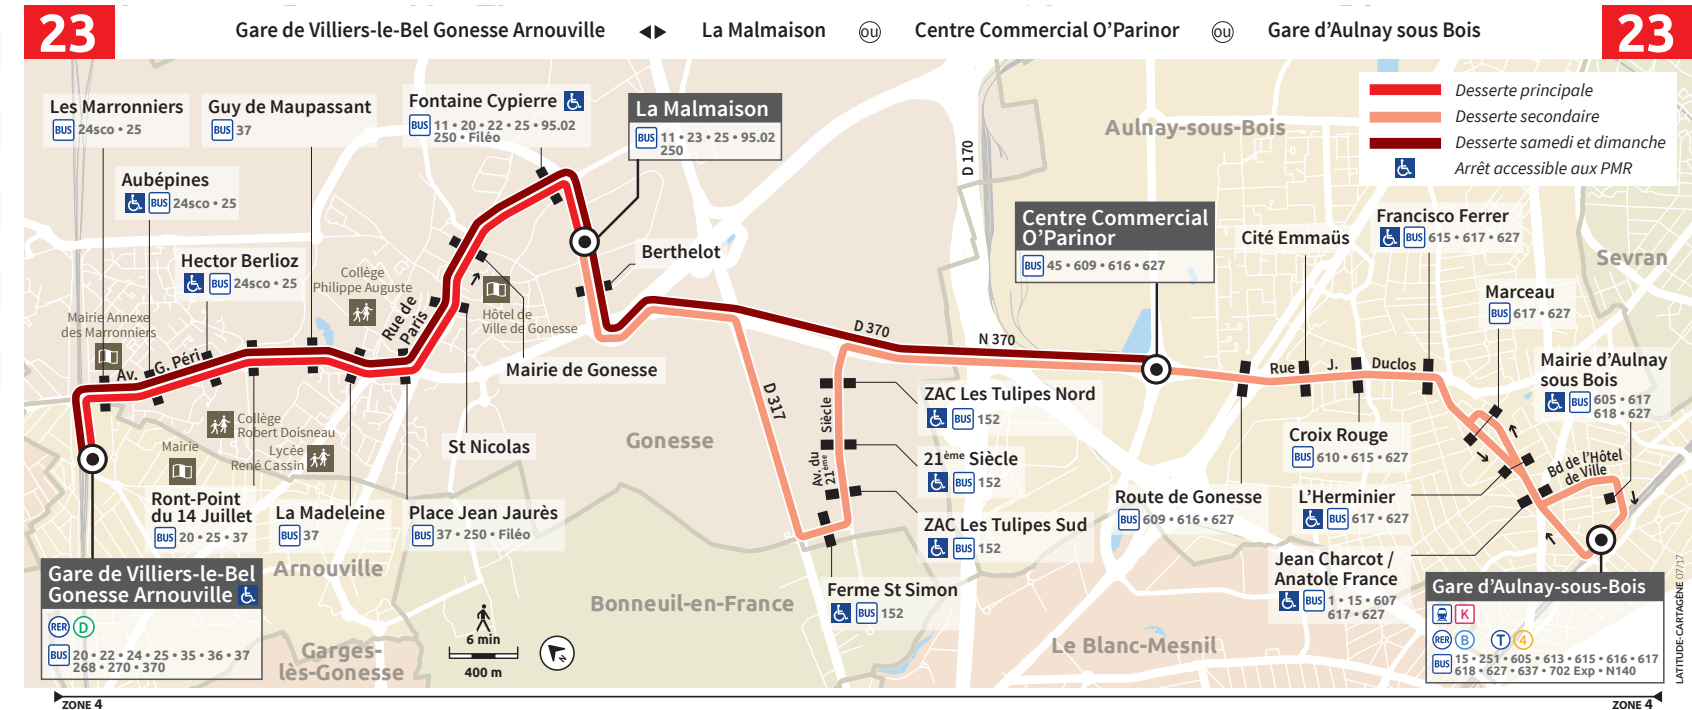 23
Gare de Villiers-le-Bel Gonesse Arnouville ◀▶ La Malmaison ou Centre Commercial O’Parinor ou Gare d’Aulnay sous Bois
23
Desserte principale
Desserte secondaire
Desserte samedi et dimanche
Arrêt accessible aux PMR
Les Marronniers
BUS 24sco • 25
Guy de Maupassant
BUS 37
Fontaine Cypierre
BUS 11 • 20 • 22 • 25 • 95.02
250 • Filéo
La Malmaison
BUS 11 • 23 • 25 • 95.02
250
Aubépines
BUS 24sco • 25
Hector Berlioz
BUS 24sco • 25
Collège
Philippe Auguste
Mairie Annexe
des Marronniers
Rue de
Paris
Hôtel de
Ville de Gonesse
Berthelot
Mairie de Gonesse
Av. G. Péri
Collège
Robert Doisneau
Mairie
Lycée
René Cassin
St Nicolas
Ront-Point
du 14 Juillet
BUS 20 • 25 • 37
La Madeleine
BUS 37
Place Jean Jaurès
BUS 37 • 250 • Filéo
Gare de Villiers-le-Bel
Gonesse Arnouville
RER D
BUS 20 • 22 • 24 • 25 • 35 • 36 • 37
268 • 270 • 370
Arnouville
Garges-
lès-Gonesse
Gonesse
Bonneuil-en-France
6 min
400 m
N
D 317
D 370
N 370
D 170
Av. du
21ème
Siècle
ZAC Les Tulipes Nord
BUS 152
21ème Siècle
BUS 152
ZAC Les Tulipes Sud
BUS 152
Ferme St Simon
BUS 152
Aulnay-sous-Bois
Sevran
Le Blanc-Mesnil
Centre Commercial
O’Parinor
BUS 45 • 609 • 616 • 627
Cité Emmaüs
Francisco Ferrer
BUS 615 • 617 • 627
Marceau
BUS 617 • 627
Mairie d’Aulnay
sous Bois
BUS 605 • 617
618 • 627
Rue J. Duclos
Croix Rouge
BUS 610 • 615 • 627
Bd de l’Hôtel
de Ville
Route de Gonesse
BUS 609 • 616 • 627
L’Herminier
BUS 617 • 627
Jean Charcot /
Anatole France
BUS 1 • 15 • 607
617 • 627
Gare d’Aulnay-sous-Bois
K
RER B T 4
BUS 15 • 251 • 605 • 613 • 615 • 616 • 617
618 • 627 • 637 • 702 Exp • N140
LATITUDE-CARTAGÈNE 07/17
ZONE 4
ZONE 4